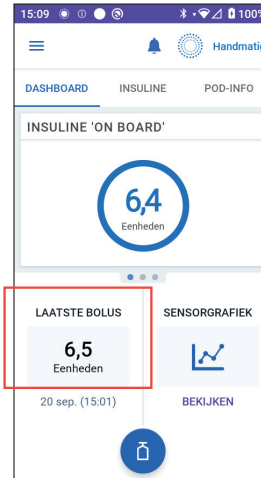 15:09 100%
Handmatig
DASHBOARD INSULINE POD-INFO
INSULINE 'ON BOARD'
6,4
Eenheden
LAATSTE BOLUS SENSORGRAFIEK
6,5
Eenheden
20 sep. (15:01) BEKIJKEN